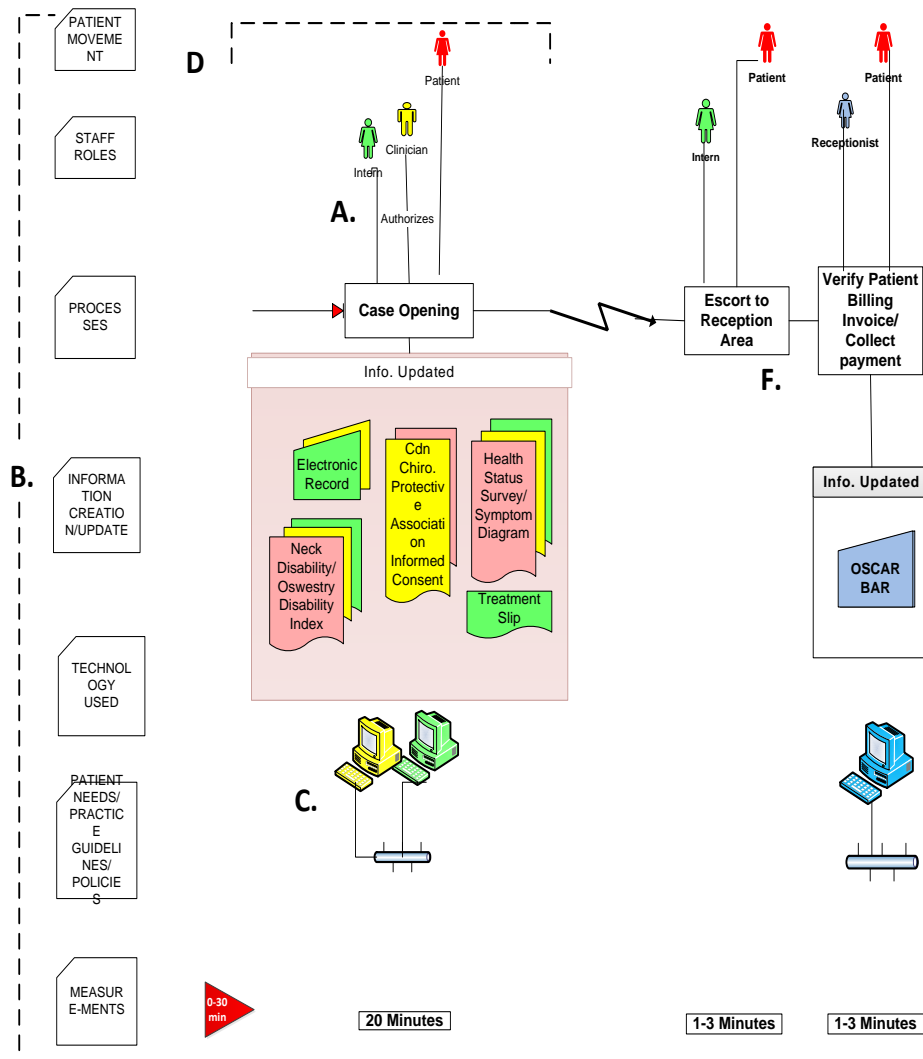 PATIENT
MOVEME
NT
D
Patient
Patient
Patient
STAFF
ROLES
Clinician
Intern
Intern
Receptionist
A.
Authorizes
PROCES
SES
Case Opening
Escort to
Reception
Area
Verify Patient
Billing
Invoice/
Collect
payment
F.
Info. Updated
B.
INFORMA
TION
CREATIO
N/UPDATE
Electronic
Record
Cdn
Chiro.
Protectiv
e
Associati
on
Informed
Consent
Health
Status
Survey/
Symptom
Diagram
Neck
Disability/
Oswestry
Disability
Index
Treatment
Slip
Info. Updated
OSCAR
BAR
TECHNOL
OGY
USED
C.
PATIENT
NEEDS/
PRACTIC
E
GUIDELI
NES/
POLICIE
S
MEASUR
E-MENTS
0-30
min
20 Minutes
1-3 Minutes
1-3 Minutes